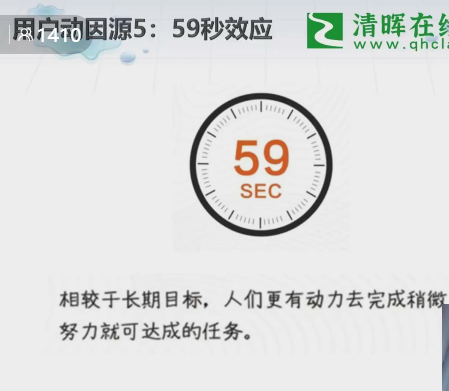 用户动因源5：59秒效应
1410
清晖在线
www.qhcla
59
SEC
相较于长期目标，人们更有动力去完成稍微
努力就可达成的任务。